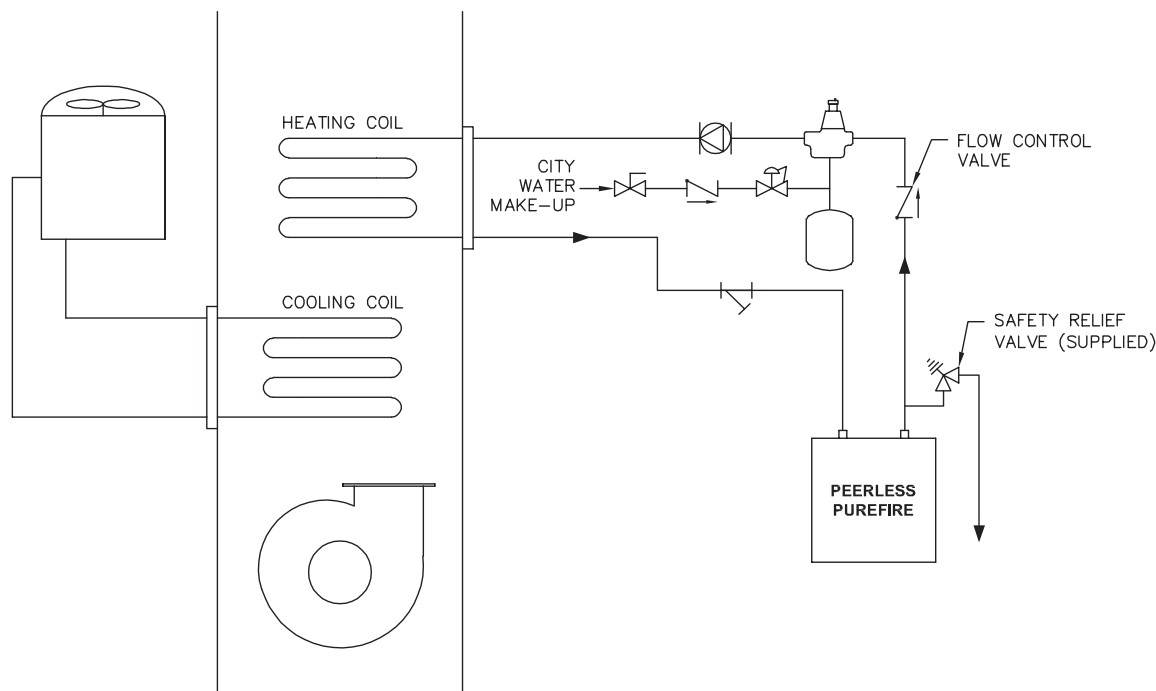 HEATING COIL
CITY
WATER
MAKE-UP
FLOW CONTROL
VALVE
COOLING COIL
SAFETY RELIEF
VALVE (SUPPLIED)
PEERLESS
PUREFIRE